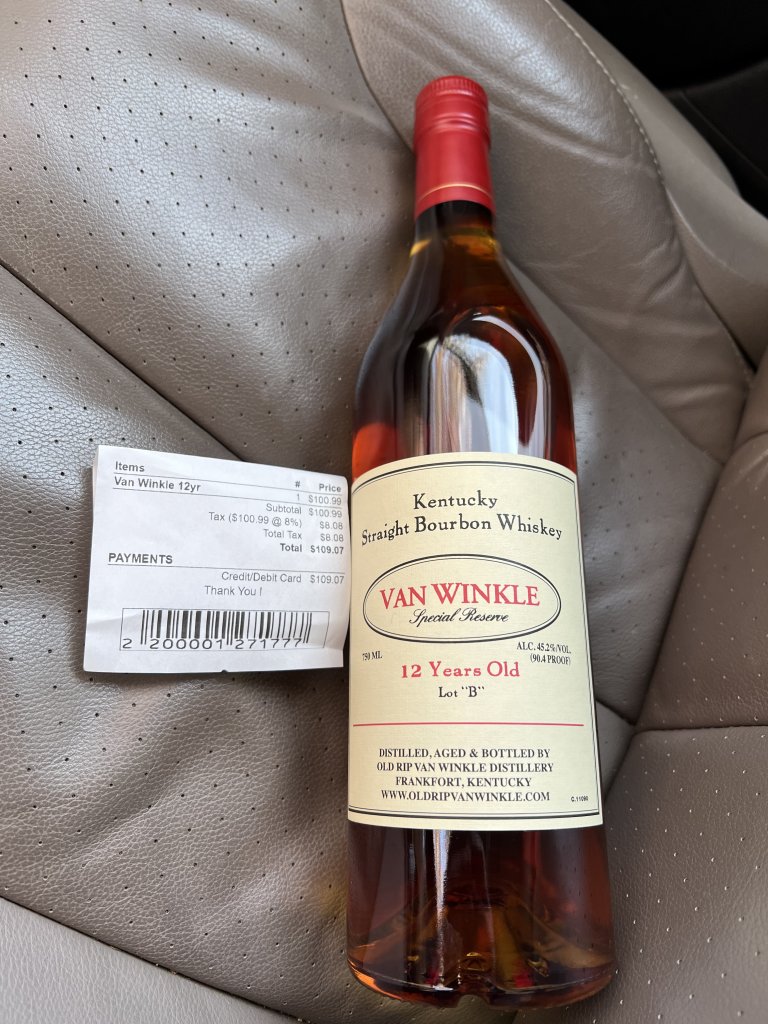 Items # Price
Van Winkle 12yr 1 $100.99
Subtotal $100.99
Tax ($100.99 @ 8%) $8.08
Total Tax $8.08
Total $109.07
PAYMENTS
Credit/Debit Card $109.07
Thank You !
2 200001 271777
Kentucky
Straight Bourbon Whiskey
VAN WINKLE
Special Reserve
750 ML
ALC. 45.2%/VOL.
(90.4 PROOF)
12 Years Old
Lot "B"
DISTILLED, AGED & BOTTLED BY
OLD RIP VAN WINKLE DISTILLERY
FRANKFORT, KENTUCKY
WWW.OLDRIPVANWINKLE.COM